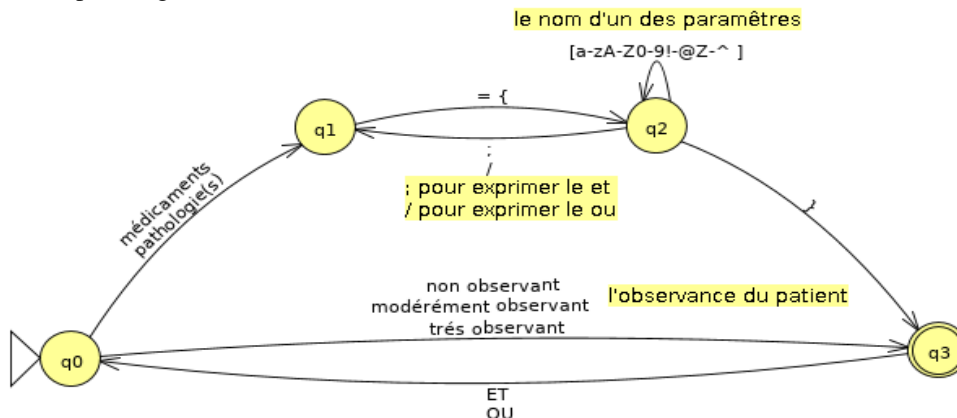 le nom d'un des paramêtres
[a-zA-Z0-9!-@Z-^ ]
= {
q1
q2
;
/
; pour exprimer le et
/ pour exprimer le ou
médicaments
pathologie(s)
}
non observant
modérément observant
trés observant
l'observance du patient
q0
q3
ET
OU